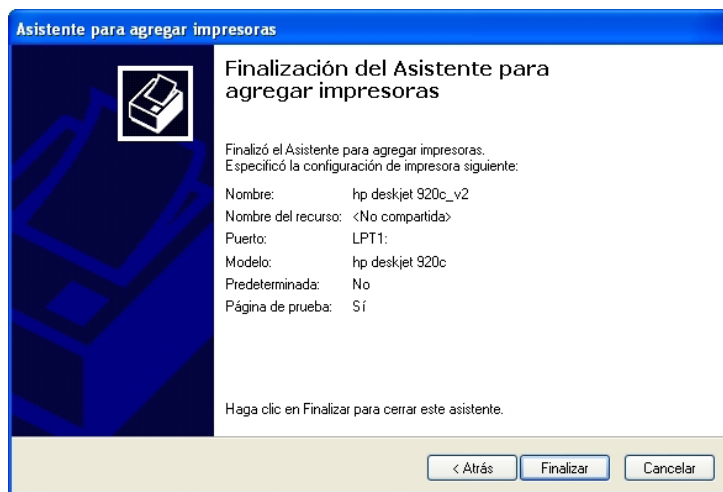 Asistente para agregar impresoras
Finalización del Asistente para
agregar impresoras
Finalizó el Asistente para agregar impresoras.
Especificó la configuración de impresora siguiente:
Nombre: hp deskjet 920c_v2
Nombre del recurso: <No compartida>
Puerto: LPT1:
Modelo: hp deskjet 920c
Predeterminada: No
Página de prueba: Sí
Haga clic en Finalizar para cerrar este asistente.
< Atrás Finalizar Cancelar